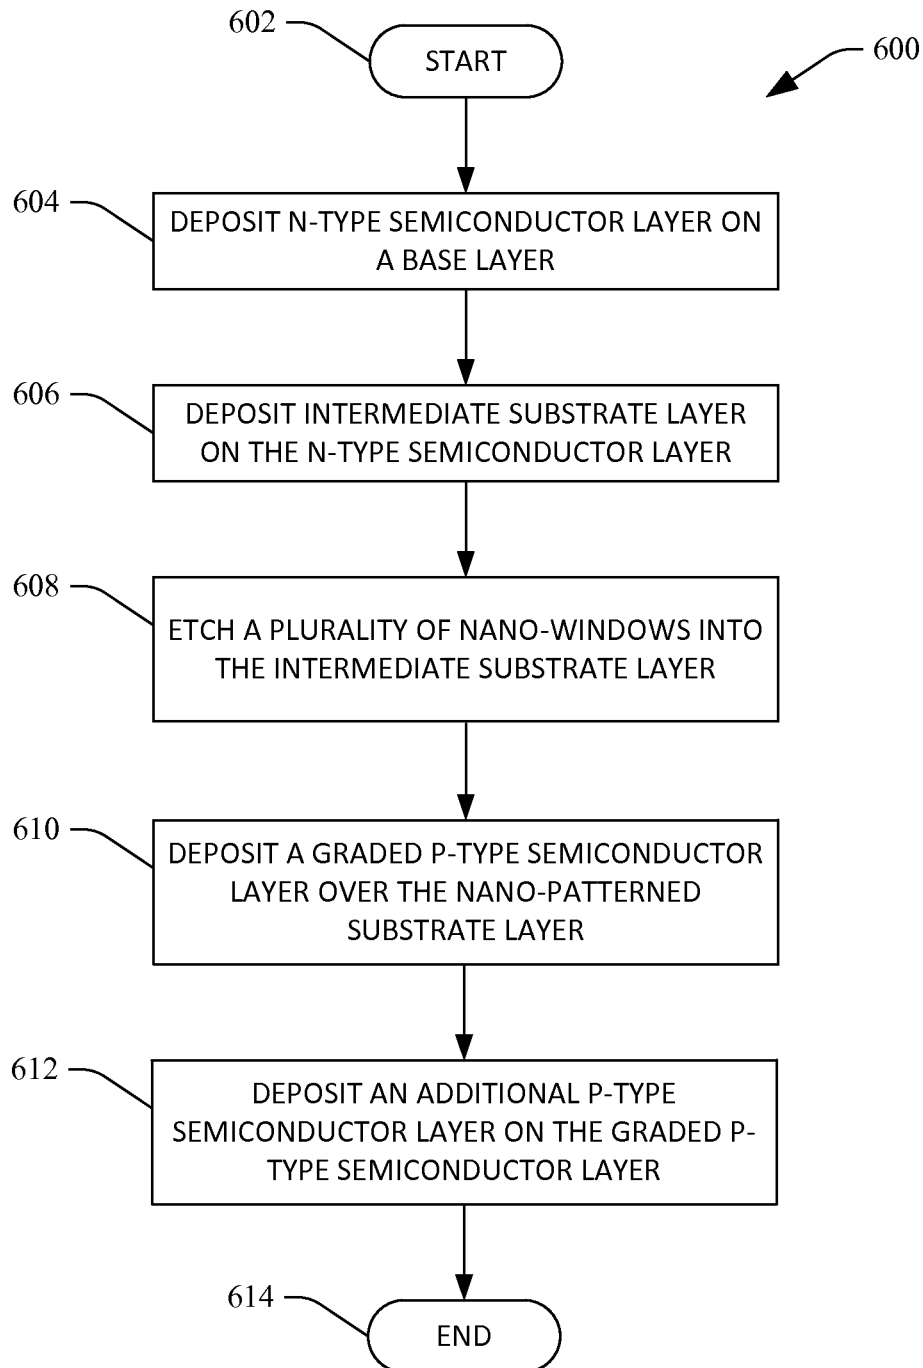 602
START
600
604
DEPOSIT N-TYPE SEMICONDUCTOR LAYER ON
A BASE LAYER
606
DEPOSIT INTERMEDIATE SUBSTRATE LAYER
ON THE N-TYPE SEMICONDUCTOR LAYER
608
ETCH A PLURALITY OF NANO-WINDOWS INTO
THE INTERMEDIATE SUBSTRATE LAYER
610
DEPOSIT A GRADED P-TYPE SEMICONDUCTOR
LAYER OVER THE NANO-PATTERNED
SUBSTRATE LAYER
612
DEPOSIT AN ADDITIONAL P-TYPE
SEMICONDUCTOR LAYER ON THE GRADED P-
TYPE SEMICONDUCTOR LAYER
614
END